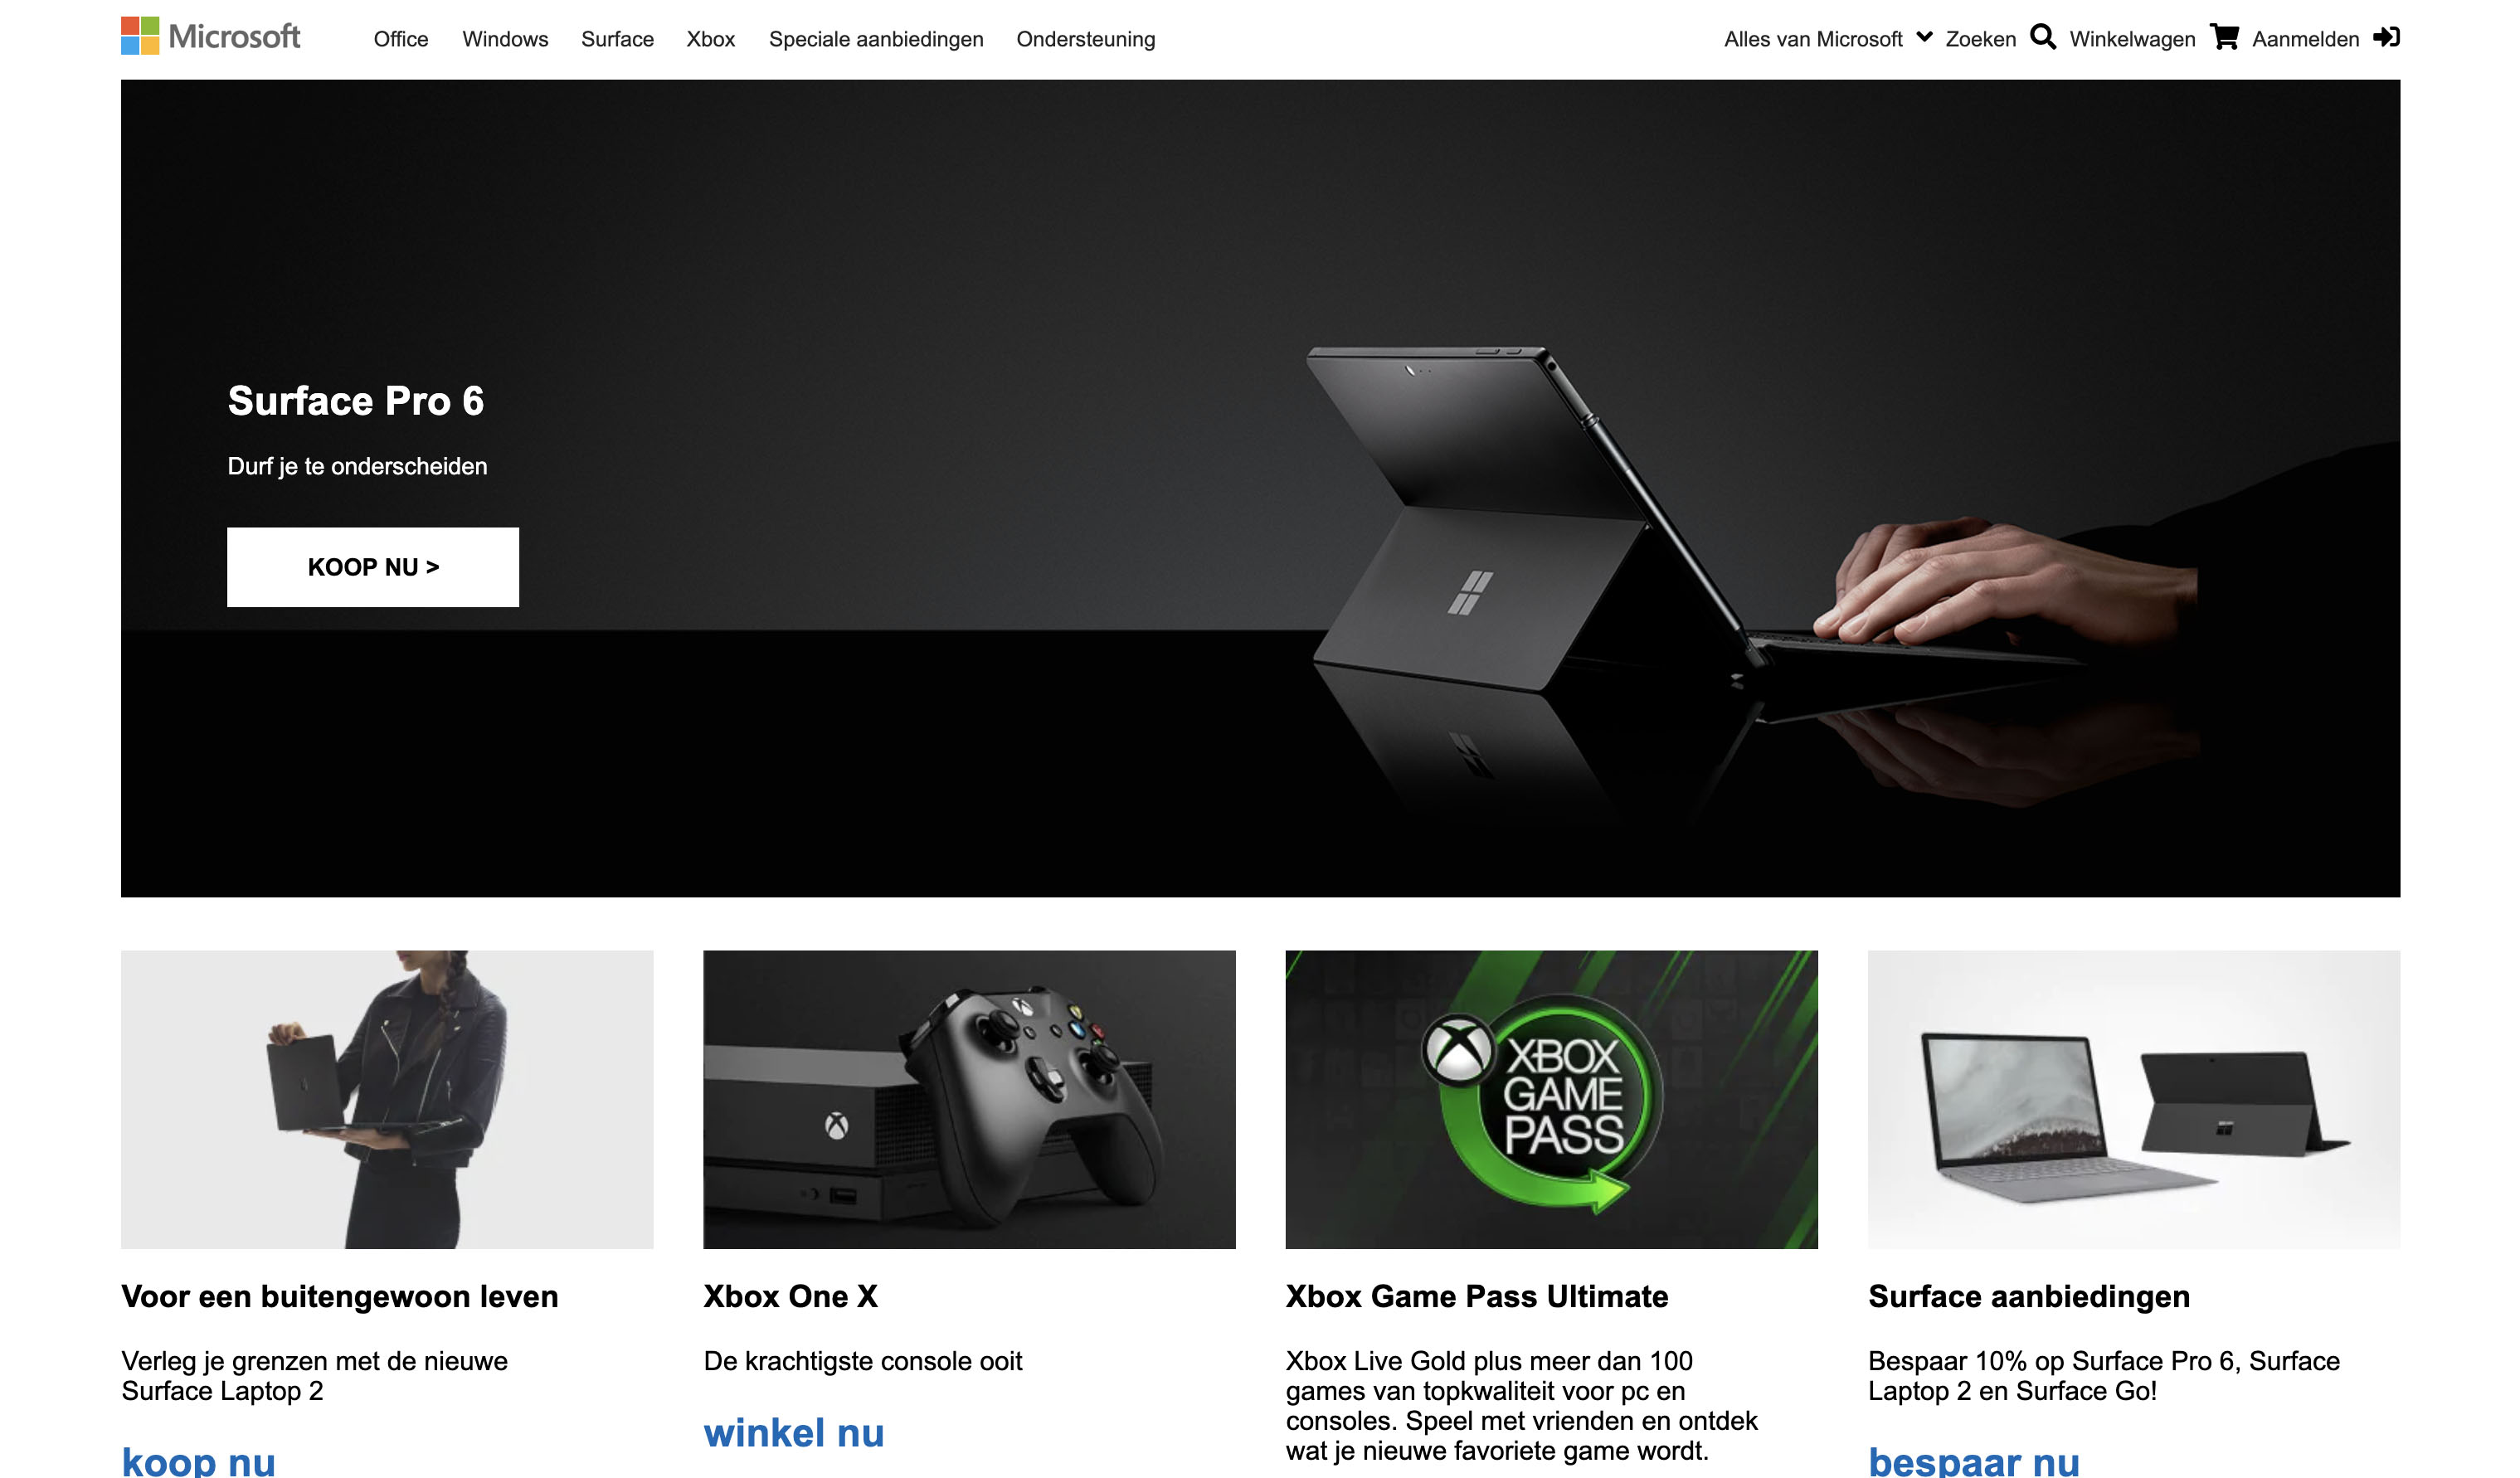 Microsoft
Office
Windows
Surface
Xbox
Speciale aanbiedingen
Ondersteuning
Alles van Microsoft
Zoeken
Winkelwagen
Aanmelden
Surface Pro 6
Durf je te onderscheiden
KOOP NU >
XBOX
GAME
PASS
Voor een buitengewoon leven
Verleg je grenzen met de nieuwe
Surface Laptop 2
koop nu
Xbox One X
De krachtigste console ooit
winkel nu
Xbox Game Pass Ultimate
Xbox Live Gold plus meer dan 100
games van topkwaliteit voor pc en
consoles. Speel met vrienden en ontdek
wat je nieuwe favoriete game wordt.
Surface aanbiedingen
Bespaar 10% op Surface Pro 6, Surface
Laptop 2 en Surface Go!
bespaar nu